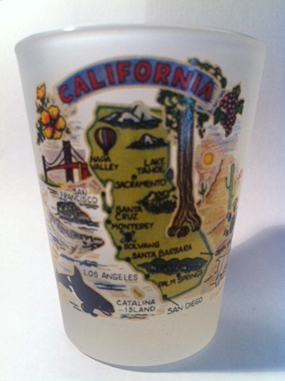 CALIFORNIA
NAPA
VALLEY
LAKE
TAHOE
SACRAMENTO
SAN
FRANCISCO
SANTA
CRUZ
MONTEREY
SOLVANG
SANTA BARBARA
LOS ANGELES
PALM SPRINGS
CATALINA
ISLAND
SAN DIEGO